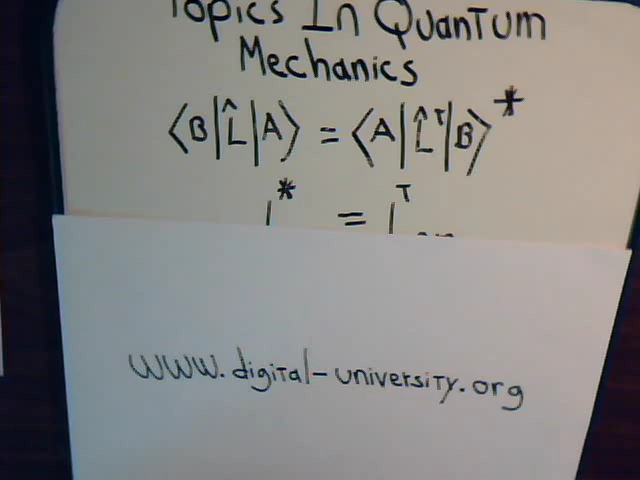 Topics In Quantum
Mechanics
⟨B|L̂|A⟩ = ⟨A|L̂ᵀ|B⟩*
* = T
www.digital-university.org